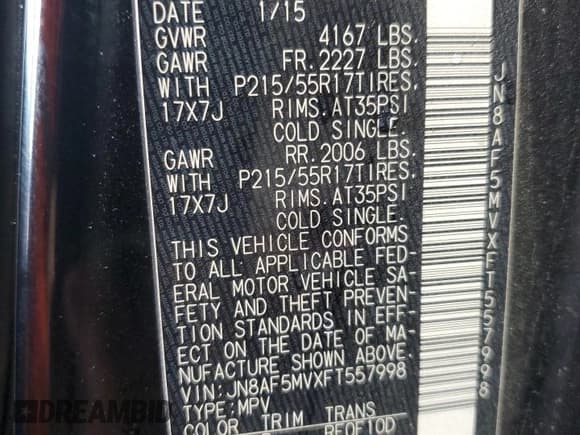 DATE 1/15
GVWR 4167 LBS.
GAWR FR. 2227 LBS.
WITH P215/55R17TIRES,
17X7J RIMS.AT35PSI
COLD SINGLE.
GAWR RR. 2006 LBS.
WITH P215/55R17TIRES,
17X7J RIMS.AT35PSI
COLD SINGLE.
THIS VEHICLE CONFORMS
TO ALL APPLICABLE FED-
ERAL MOTOR VEHICLE SA-
FETY AND THEFT PREVEN-
TION STANDARDS IN EFF-
ECT ON THE DATE OF MA-
NUFACTURE SHOWN ABOVE.
VIN: JN8AF5MVXFT557998
TYPE: MPV
COLOR TRIM TRANS
RE0F10D
JN8AF5MVXFT557998
DREAMBID